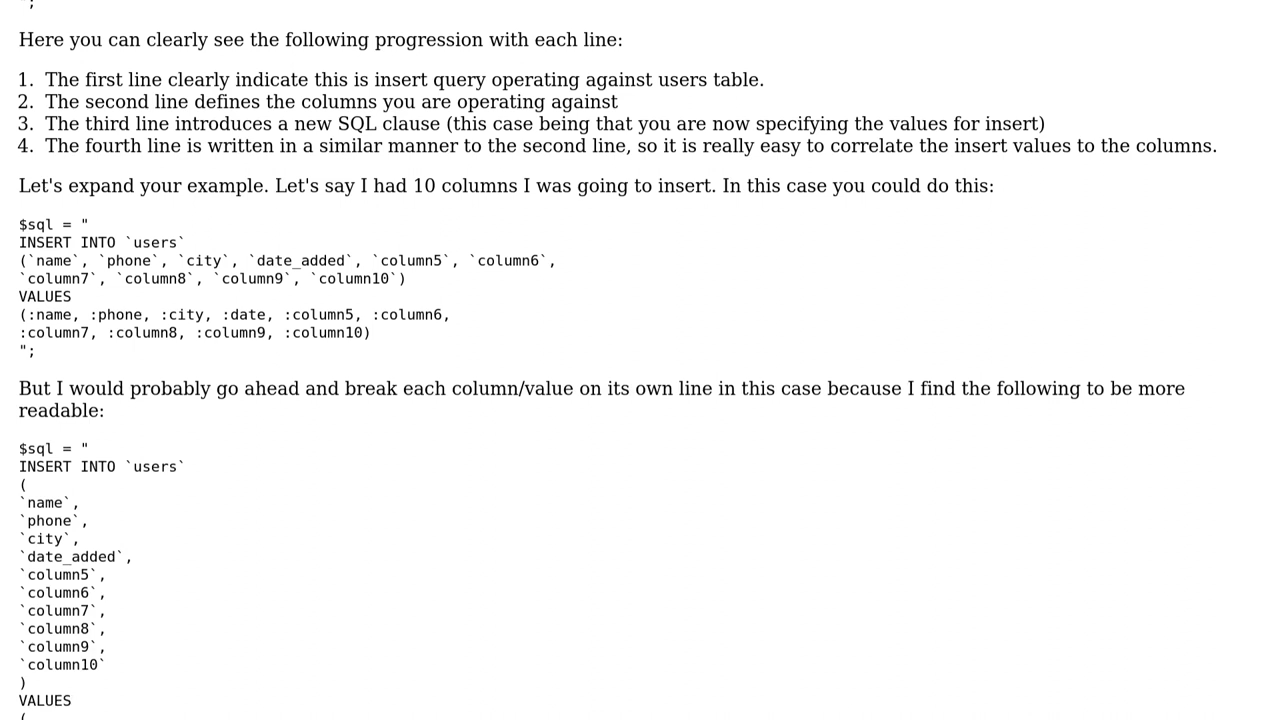 ";
Here you can clearly see the following progression with each line:
1. The first line clearly indicate this is insert query operating against users table.
2. The second line defines the columns you are operating against
3. The third line introduces a new SQL clause (this case being that you are now specifying the values for insert)
4. The fourth line is written in a similar manner to the second line, so it is really easy to correlate the insert values to the columns.
Let's expand your example. Let's say I had 10 columns I was going to insert. In this case you could do this:
$sql = "
INSERT INTO `users`
(`name`, `phone`, `city`, `date_added`, `column5`, `column6`,
`column7`, `column8`, `column9`, `column10`)
VALUES
(:name, :phone, :city, :date, :column5, :column6,
:column7, :column8, :column9, :column10)
";
But I would probably go ahead and break each column/value on its own line in this case because I find the following to be more
readable:
$sql = "
INSERT INTO `users`
(
`name`,
`phone`,
`city`,
`date_added`,
`column5`,
`column6`,
`column7`,
`column8`,
`column9`,
`column10`
)
VALUES
(